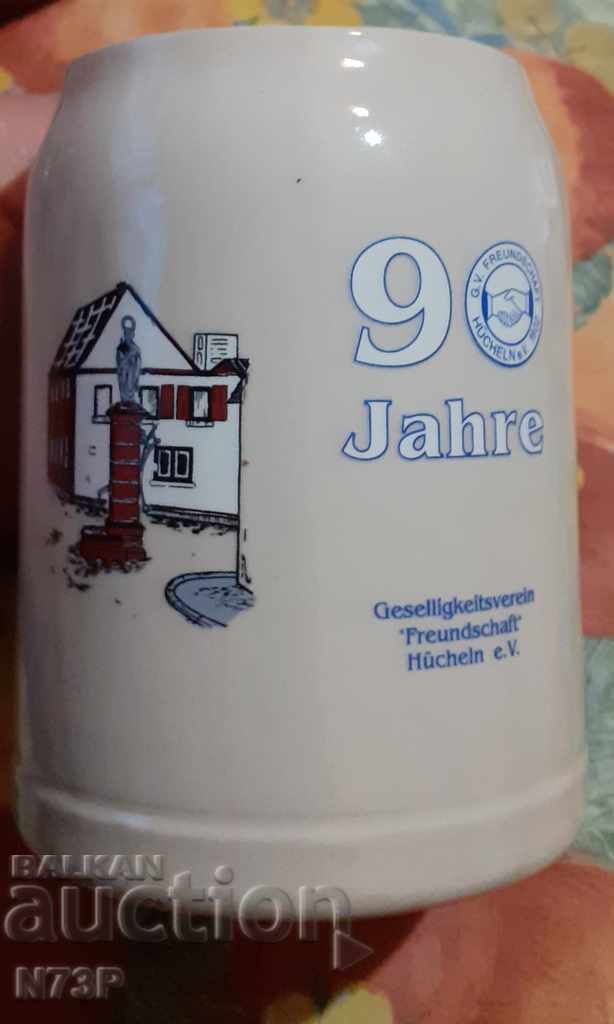 90
G.V. FREUNDSCHAFT
HÜCHELN e.V.
Jahre
Geselligkeitsverein
"Freundschaft"
Hücheln e.V.
BALKAN
auction
N73P